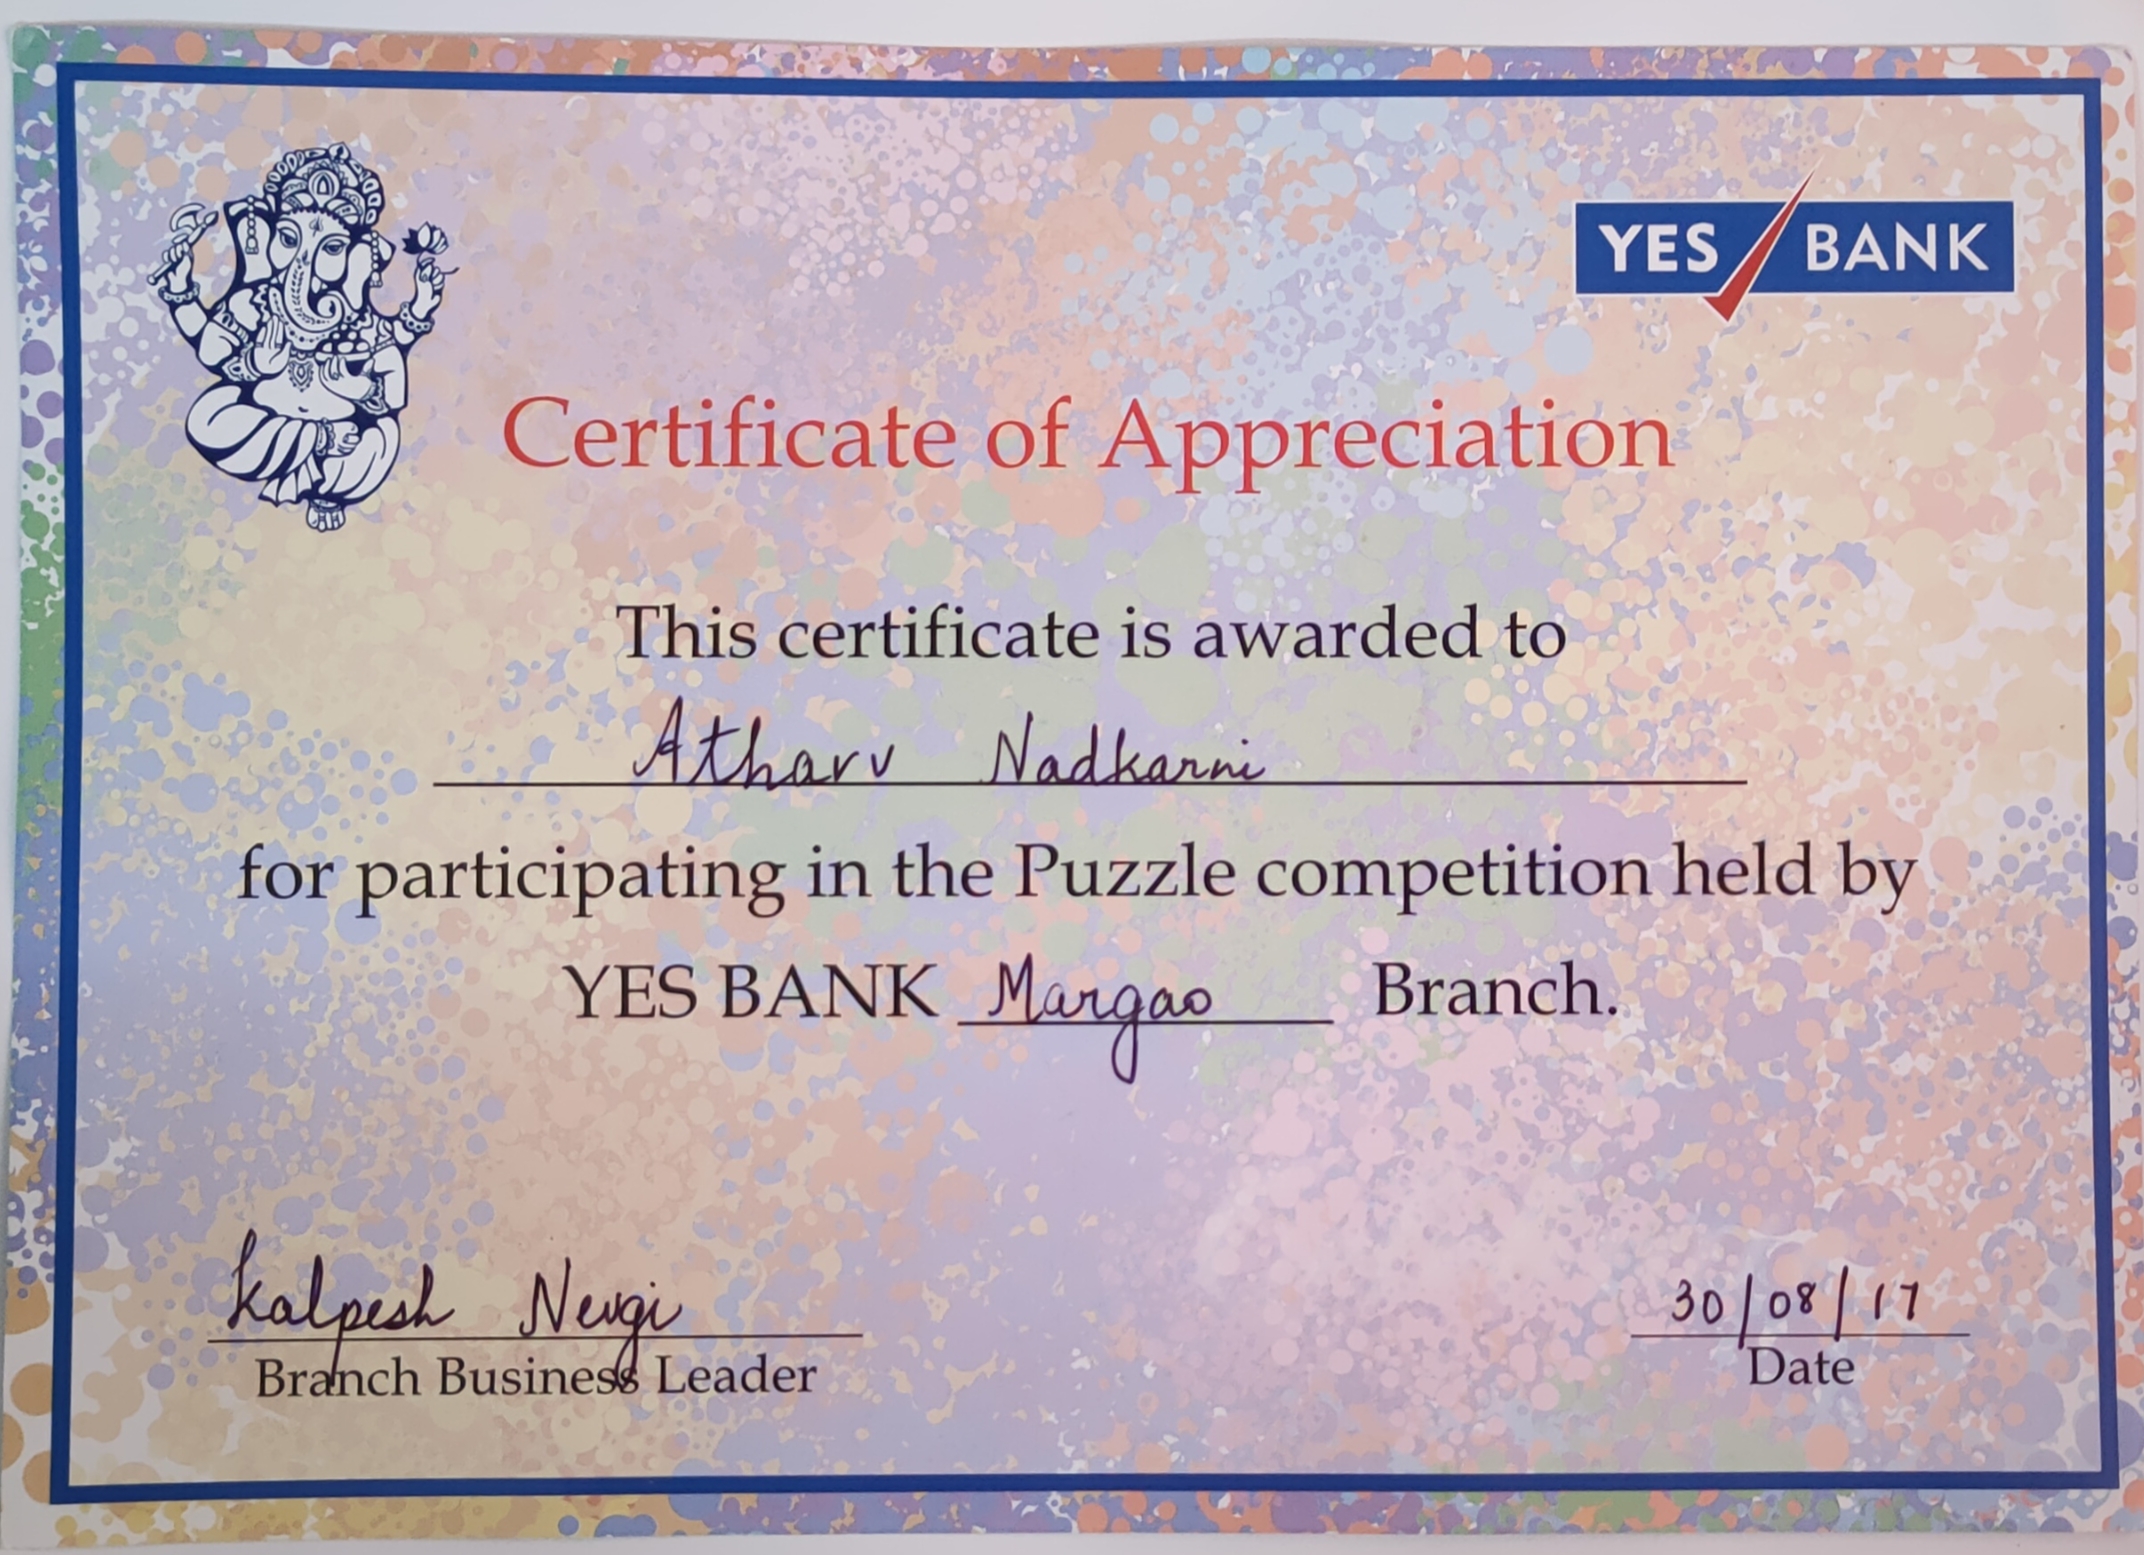 YES BANK
Certificate of Appreciation
This certificate is awarded to
Atharv Nadkarni
for participating in the Puzzle competition held by
YES BANK Margao Branch.
Kalpesh Nevgi
Branch Business Leader
30/08/17
Date